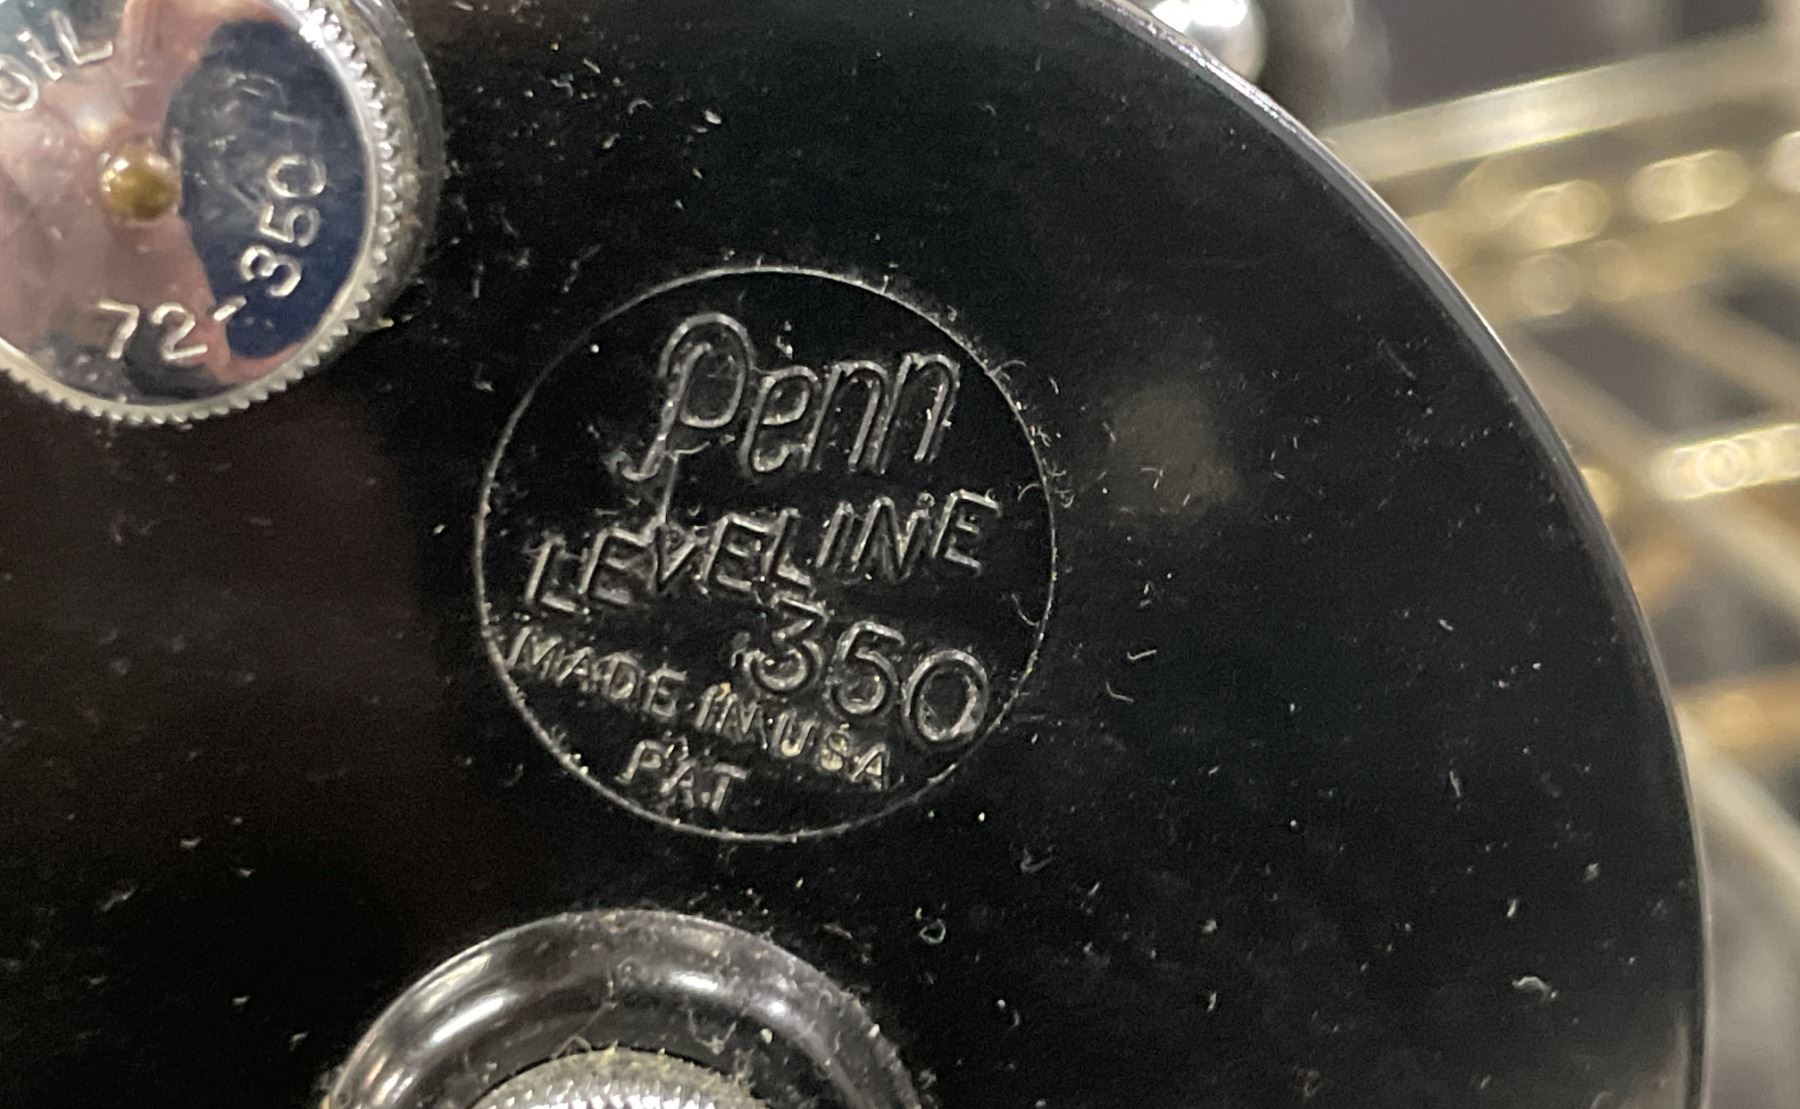 OIL
72-350
Penn
LEVELINE
350
MADE IN USA
PAT